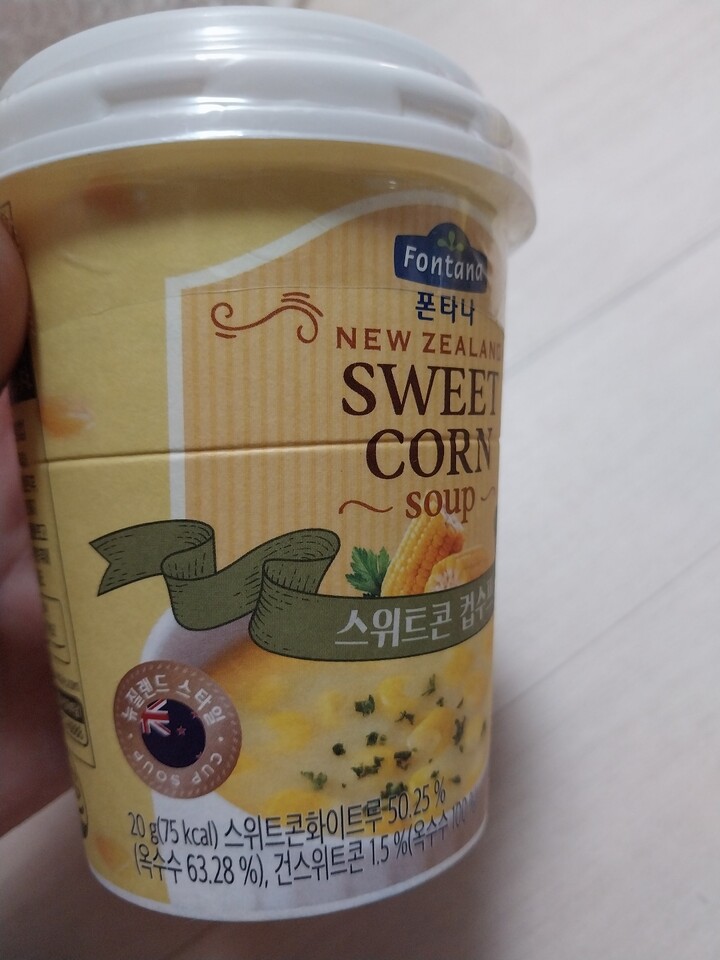 Fontana
폰타나
NEW ZEALAND
SWEET
CORN
soup
스위트콘 컵수프
뉴질랜드 스타일
CUP SOUP
20 g(75 kcal) 스위트콘화이트루 50.25 %
(옥수수 63.28 %), 건스위트콘 1.5 %(옥수수 100